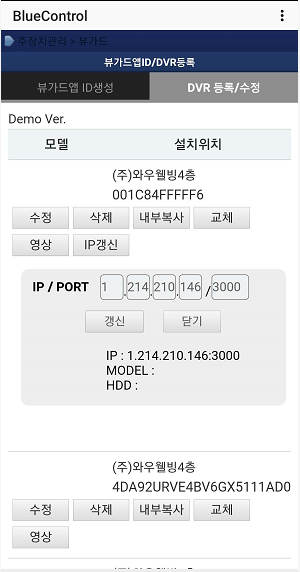 BlueControl
주장치관리 > 뷰가드
뷰가드앱ID/DVR등록
뷰가드앱 ID생성 DVR 등록/수정
Demo Ver.
모델 설치위치
(주)와우웰빙4층
001C84FFFFF6
수정 삭제 내부복사 교체
영상 IP갱신
IP / PORT 1.214.210.146/3000
갱신 닫기
IP : 1.214.210.146:3000
MODEL :
HDD :
(주)와우웰빙4층
4DA92URVE4BV6GX5111AD0
수정 삭제 내부복사 교체
영상